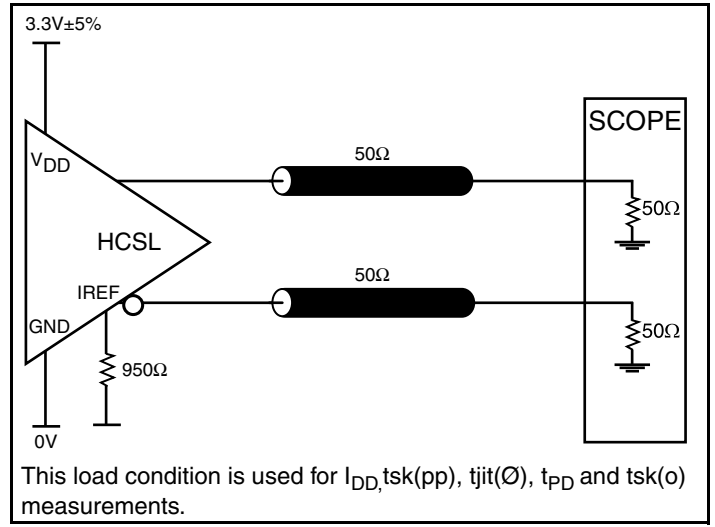 3.3V±5%
SCOPE
VDD
50Ω
50Ω
HCSL
IREF
50Ω
GND
50Ω
950Ω
0V
This load condition is used for IDD,tsk(pp), tjit(Ø), tPD and tsk(o)
measurements.